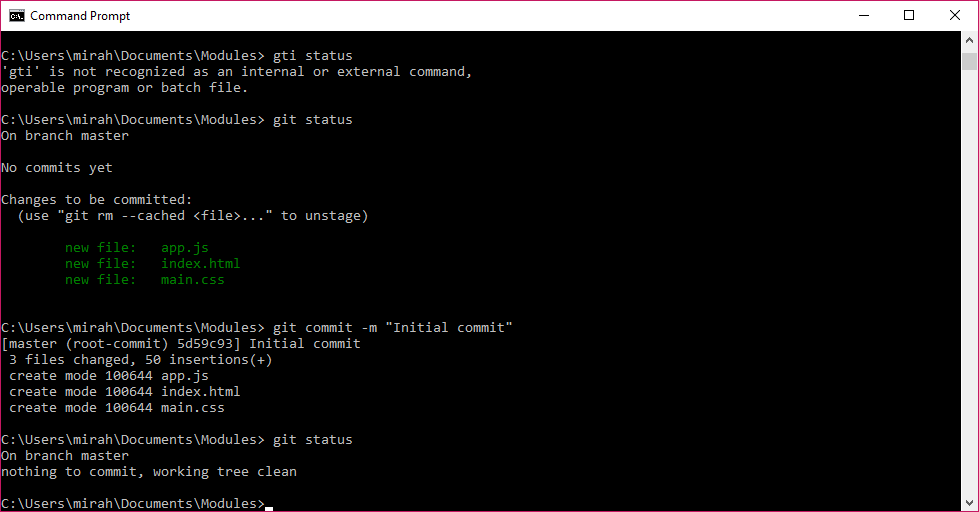 Command Prompt
C:\Users\mirah\Documents\Modules> gti status
'gti' is not recognized as an internal or external command,
operable program or batch file.
C:\Users\mirah\Documents\Modules> git status
On branch master
No commits yet
Changes to be committed:
  (use "git rm --cached <file>..." to unstage)
        new file:   app.js
        new file:   index.html
        new file:   main.css
C:\Users\mirah\Documents\Modules> git commit -m "Initial commit"
[master (root-commit) 5d59c93] Initial commit
 3 files changed, 50 insertions(+)
 create mode 100644 app.js
 create mode 100644 index.html
 create mode 100644 main.css
C:\Users\mirah\Documents\Modules> git status
On branch master
nothing to commit, working tree clean
C:\Users\mirah\Documents\Modules>